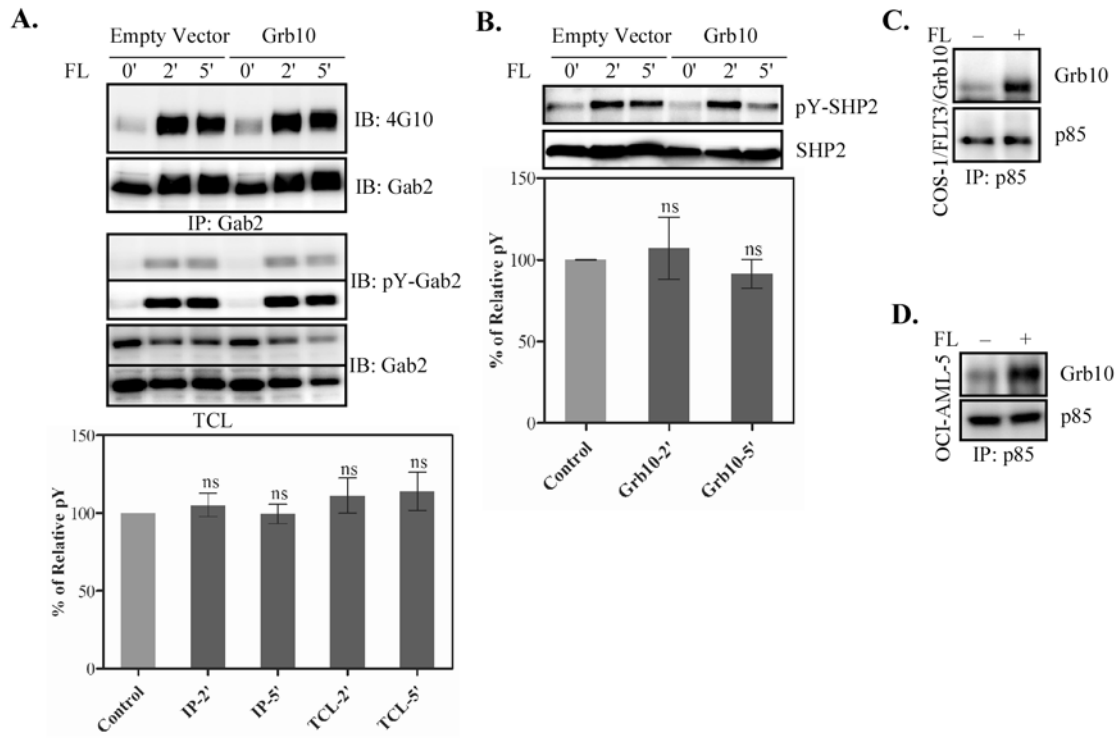 A.
Empty Vector Grb10
FL 0' 2' 5' 0' 2' 5'
IB: 4G10
IB: Gab2
IP: Gab2
IB: pY-Gab2
IB: Gab2
TCL
% of Relative pY
150
100
50
0
ns
ns
ns
ns
Control
IP-2'
IP-5'
TCL-2'
TCL-5'
B.
Empty Vector Grb10
FL 0' 2' 5' 0' 2' 5'
pY-SHP2
SHP2
% of Relative pY
150
100
50
0
ns
ns
Control
Grb10-2'
Grb10-5'
C.
FL – +
COS-1/FLT3/Grb10
Grb10
p85
IP: p85
D.
FL – +
OCI-AML-5
Grb10
p85
IP: p85